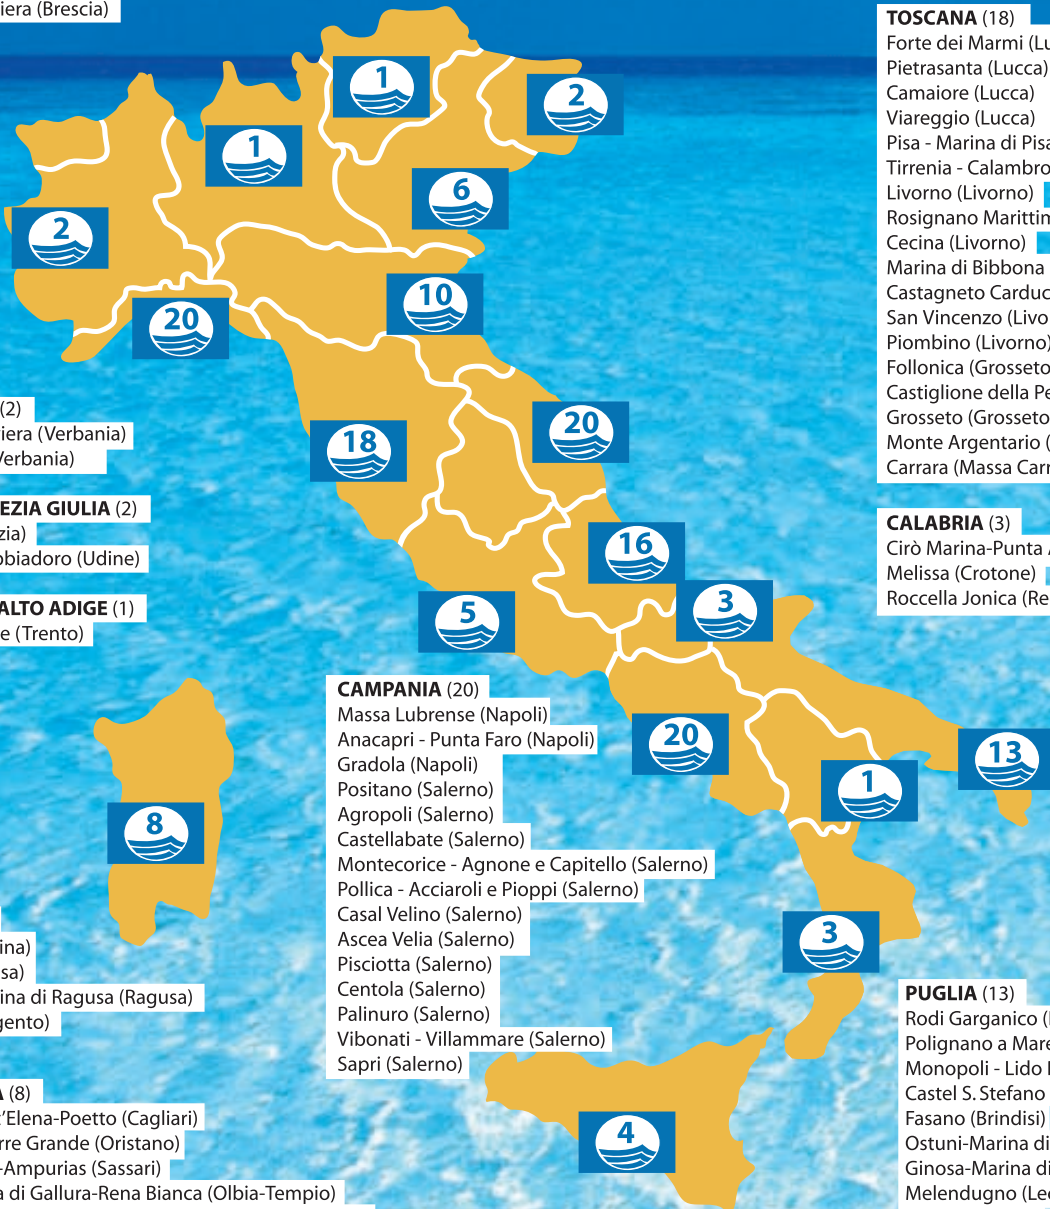 iera (Brescia)
1
2
1
6
2
10
20
20
18
16
3
5
20
13
1
8
3
4
(2)
iera (Verbania)
Verbania)
EZIA GIULIA (2)
zia)
bbiadoro (Udine)
ALTO ADIGE (1)
e (Trento)
ina)
sa)
ina di Ragusa (Ragusa)
gento)
A (8)
t'Elena-Poetto (Cagliari)
rre Grande (Oristano)
-Ampurias (Sassari)
a di Gallura-Rena Bianca (Olbia-Tempio)
CAMPANIA (20)
Massa Lubrense (Napoli)
Anacapri - Punta Faro (Napoli)
Gradola (Napoli)
Positano (Salerno)
Agropoli (Salerno)
Castellabate (Salerno)
Montecorice - Agnone e Capitello (Salerno)
Pollica - Acciaroli e Pioppi (Salerno)
Casal Velino (Salerno)
Ascea Velia (Salerno)
Pisciotta (Salerno)
Centola (Salerno)
Palinuro (Salerno)
Vibonati - Villammare (Salerno)
Sapri (Salerno)
TOSCANA (18)
Forte dei Marmi (Lu
Pietrasanta (Lucca)
Camaiore (Lucca)
Viareggio (Lucca)
Pisa - Marina di Pisa
Tirrenia - Calambro
Livorno (Livorno)
Rosignano Marittim
Cecina (Livorno)
Marina di Bibbona
Castagneto Carduc
San Vincenzo (Livo
Piombino (Livorno)
Follonica (Grosseto
Castiglione della Pe
Grosseto (Grosseto
Monte Argentario (
Carrara (Massa Carr
CALABRIA (3)
Cirò Marina-Punta A
Melissa (Crotone)
Roccella Jonica (Re
PUGLIA (13)
Rodi Garganico (
Polignano a Mare
Monopoli - Lido
Castel S. Stefano
Fasano (Brindisi)
Ostuni-Marina di
Ginosa-Marina di
Melendugno (Lec